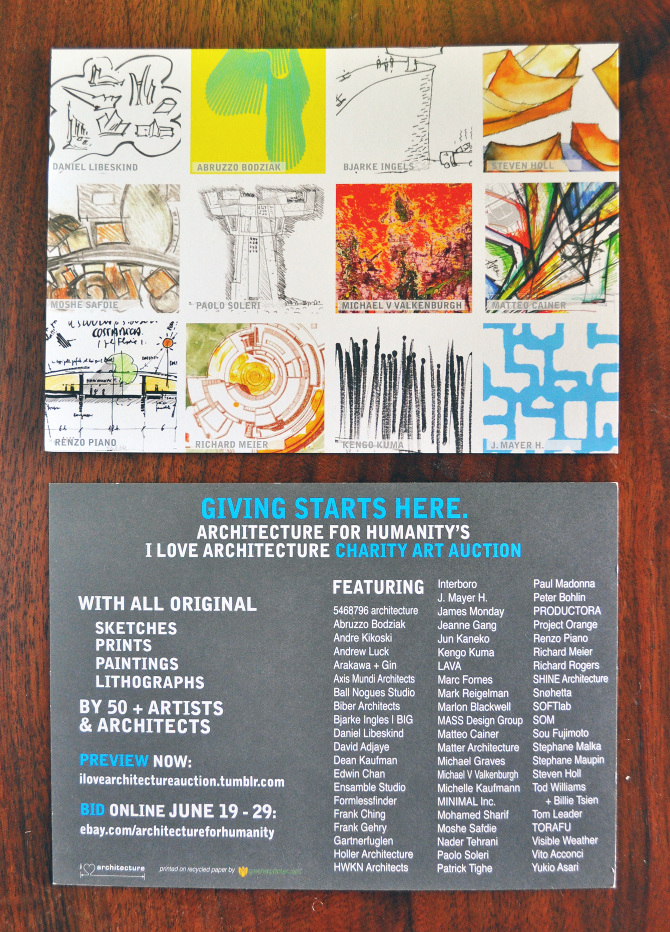 DANIEL LIBESKIND
ABRUZZO BODZIAK
BJARKE INGELS
STEVEN HOLL
MOSHE SAFDIE
PAOLO SOLERI
MICHAEL V VALKENBURGH
MATTEO CAINER
RENZO PIANO
RICHARD MEIER
KENGO KUMA
J. MAYER H.
GIVING STARTS HERE.
ARCHITECTURE FOR HUMANITY'S
I LOVE ARCHITECTURE CHARITY ART AUCTION
WITH ALL ORIGINAL
SKETCHES
PRINTS
PAINTINGS
LITHOGRAPHS
BY 50 + ARTISTS
& ARCHITECTS
PREVIEW NOW:
ilovearchitectureauction.tumblr.com
BID ONLINE JUNE 19 - 29:
ebay.com/architectureforhumanity
architecture
printed on recycled paper by
FEATURING
5468796 architecture
Abruzzo Bodziak
Andre Kikoski
Andrew Luck
Arakawa + Gin
Axis Mundi Architects
Ball Nogues Studio
Biber Architects
Bjarke Ingles I BIG
Daniel Libeskind
David Adjaye
Dean Kaufman
Edwin Chan
Ensamble Studio
Formlessfinder
Frank Ching
Frank Gehry
Gartnerfuglen
Holler Architecture
HWKN Architects
Interboro
J. Mayer H.
James Monday
Jeanne Gang
Jun Kaneko
Kengo Kuma
LAVA
Marc Fornes
Mark Reigelman
Marlon Blackwell
MASS Design Group
Matteo Cainer
Matter Architecture
Michael Graves
Michael V Valkenburgh
Michelle Kaufmann
MINIMAL Inc.
Mohamed Sharif
Moshe Safdie
Nader Tehrani
Paolo Soleri
Patrick Tighe
Paul Madonna
Peter Bohlin
PRODUCTORA
Project Orange
Renzo Piano
Richard Meier
Richard Rogers
SHINE Architecture
Snøhetta
SOFTlab
SOM
Sou Fujimoto
Stephane Malka
Stephane Maupin
Steven Holl
Tod Williams
+ Billie Tsien
Tom Leader
TORAFU
Visible Weather
Vito Acconci
Yukio Asari